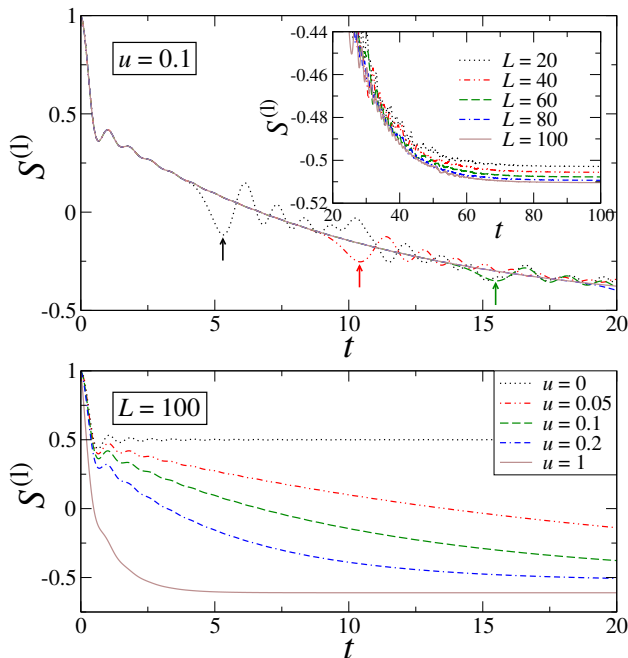 S⁽¹⁾
1
0.5
0
-0.5
u = 0.1
0
5
10
15
20
t
S⁽¹⁾
-0.44
-0.46
-0.48
-0.5
-0.52
20
40
60
80
100
t
L = 20
L = 40
L = 60
L = 80
L = 100
S⁽¹⁾
1
0.5
0
-0.5
L = 100
0
5
10
15
20
t
u = 0
u = 0.05
u = 0.1
u = 0.2
u = 1